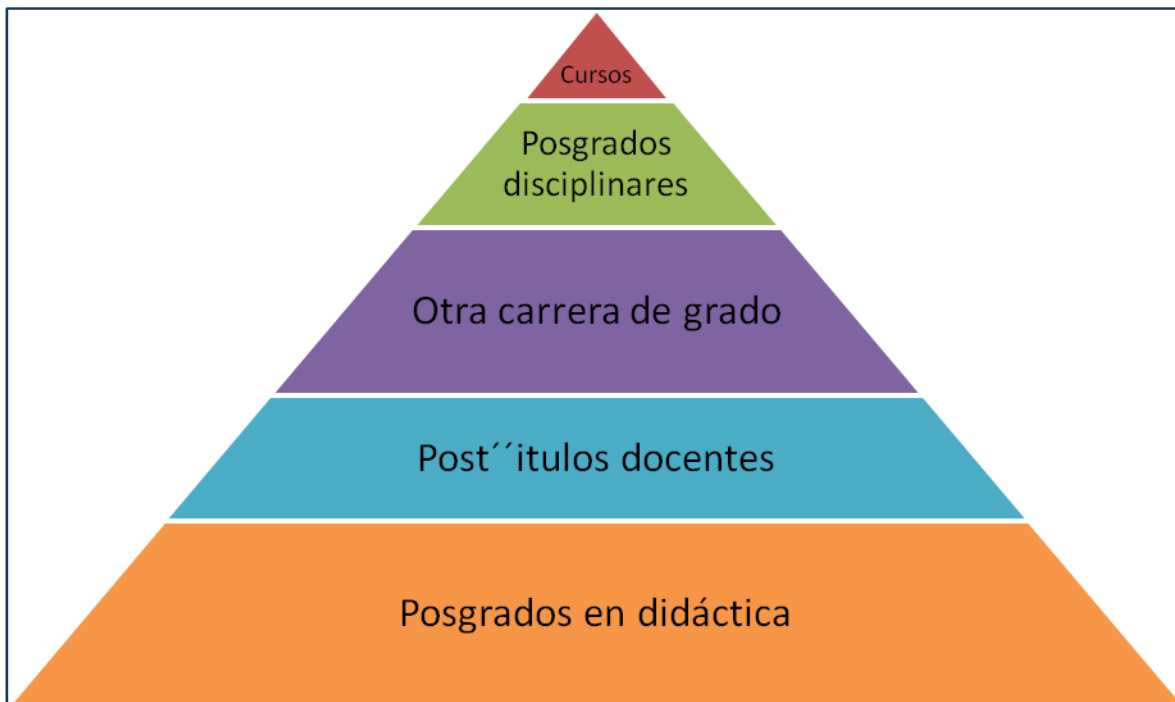 Cursos
Posgrados
disciplinares
Otra carrera de grado
Post´´itulos docentes
Posgrados en didáctica